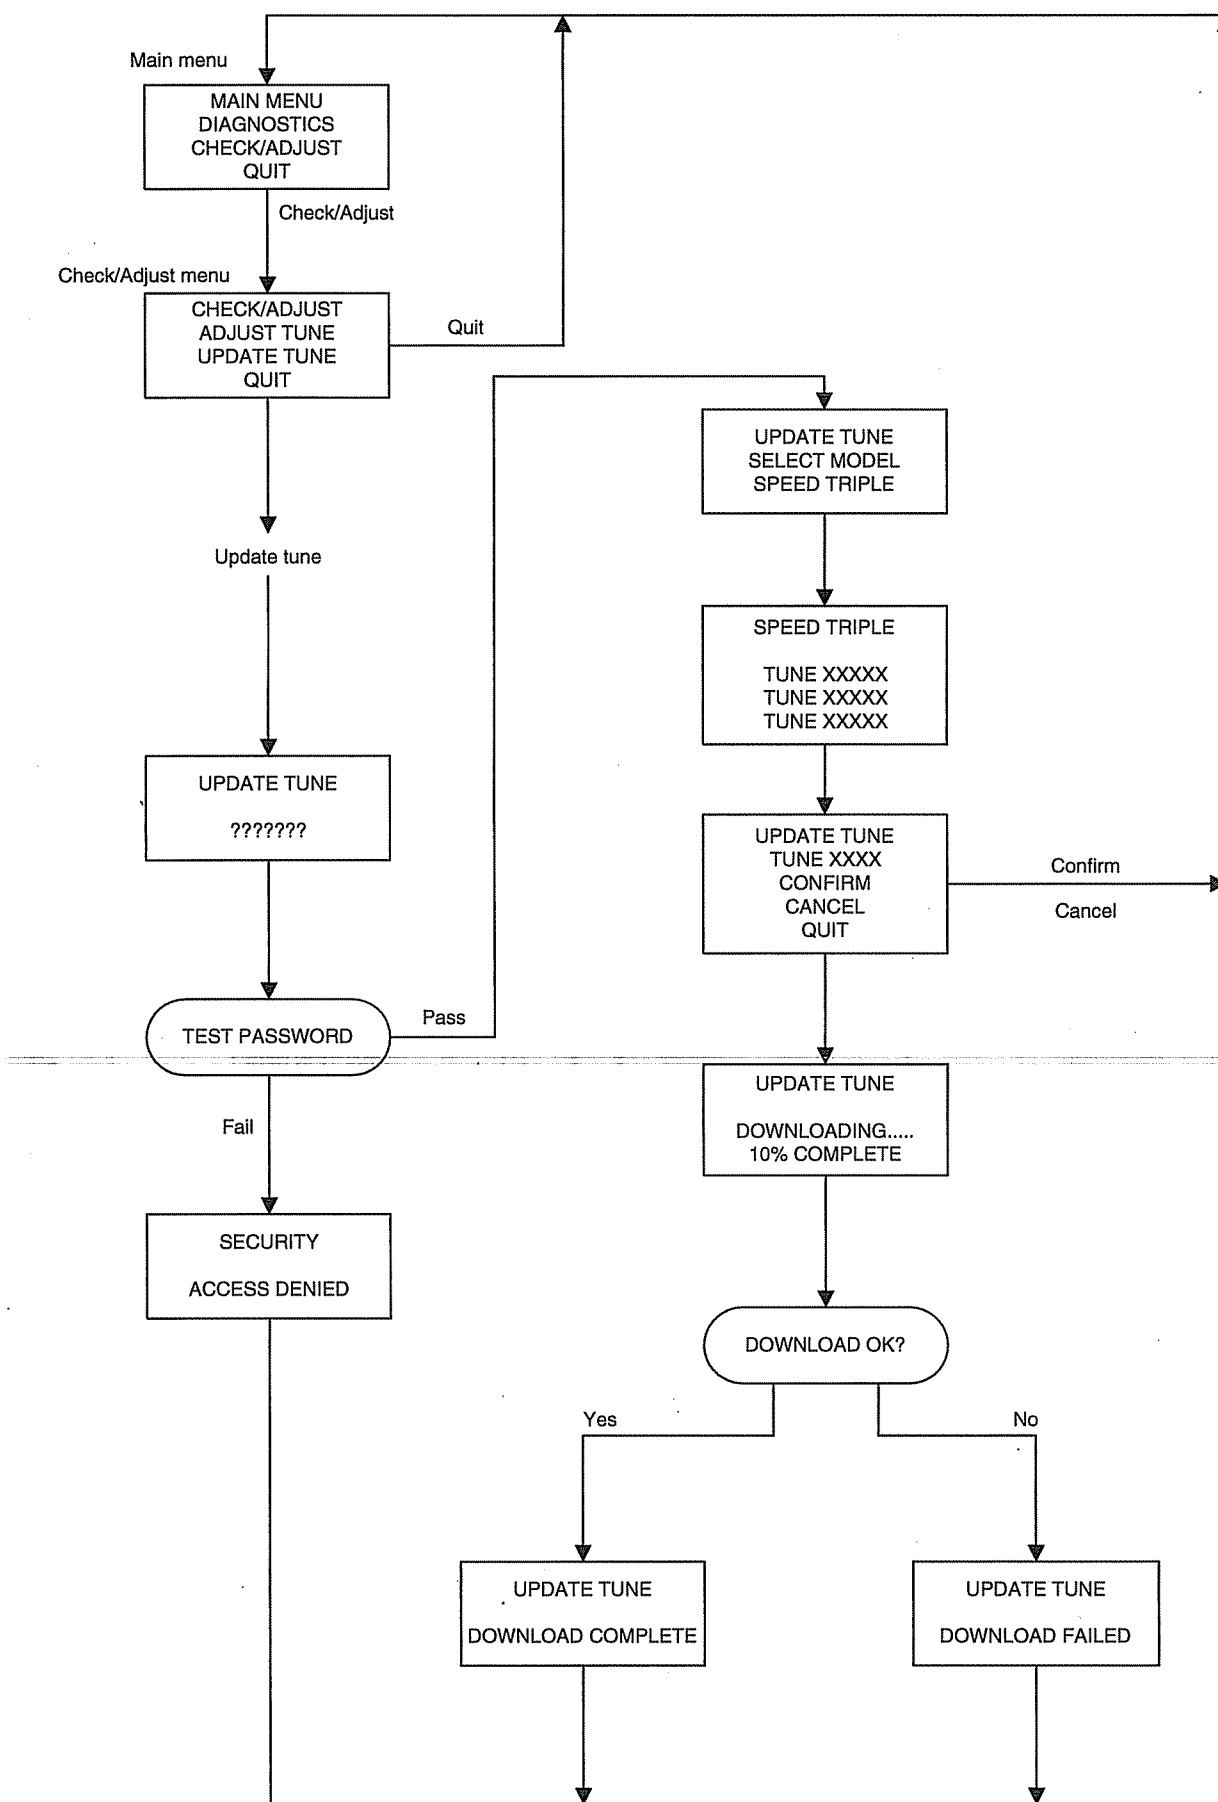 Main menu
MAIN MENU
DIAGNOSTICS
CHECK/ADJUST
QUIT
Check/Adjust
Check/Adjust menu
CHECK/ADJUST
ADJUST TUNE
UPDATE TUNE
QUIT
Quit
Update tune
UPDATE TUNE
???????
TEST PASSWORD
Pass
Fail
SECURITY
ACCESS DENIED
UPDATE TUNE
SELECT MODEL
SPEED TRIPLE
SPEED TRIPLE
TUNE XXXXX
TUNE XXXXX
TUNE XXXXX
UPDATE TUNE
TUNE XXXX
CONFIRM
CANCEL
QUIT
Confirm
Cancel
UPDATE TUNE
DOWNLOADING.....
10% COMPLETE
DOWNLOAD OK?
Yes
No
UPDATE TUNE
DOWNLOAD COMPLETE
UPDATE TUNE
DOWNLOAD FAILED